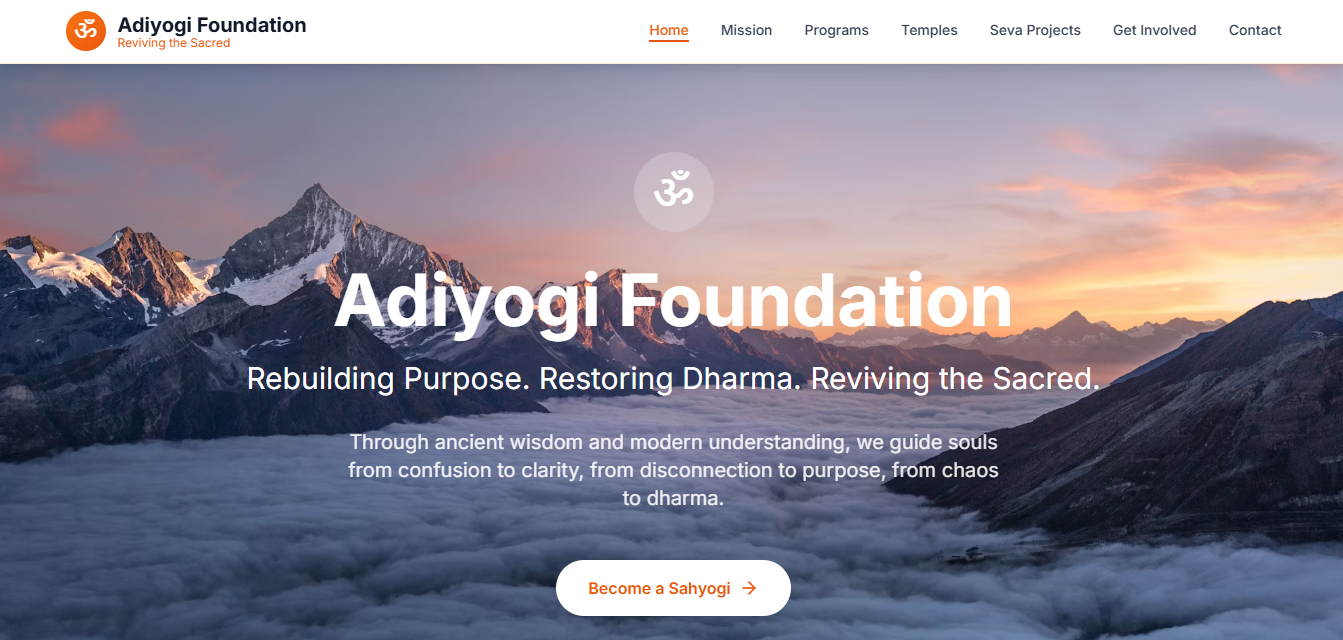 ॐ
Adiyogi Foundation
Reviving the Sacred
Home Mission Programs Temples Seva Projects Get Involved Contact
ॐ
Adiyogi Foundation
Rebuilding Purpose. Restoring Dharma. Reviving the Sacred.
Through ancient wisdom and modern understanding, we guide souls
from confusion to clarity, from disconnection to purpose, from chaos
to dharma.
Become a Sahyogi →